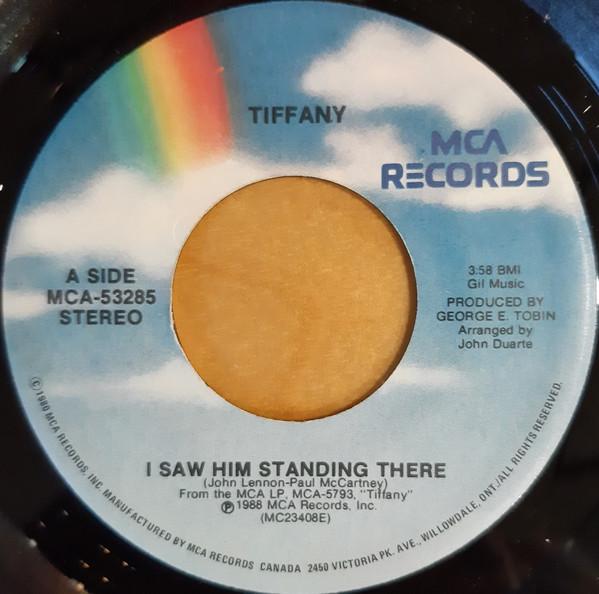 TIFFANY
MCA
RECORDS
A SIDE
MCA-53285
STEREO
3:58 BMI
Gil Music
PRODUCED BY
GEORGE E. TOBIN
Arranged by
John Duarte
I SAW HIM STANDING THERE
(John Lennon-Paul McCartney)
From the MCA LP, MCA-5793, "Tiffany"
℗ 1988 MCA Records, Inc.
(MC23408E)
©1980 MCA RECORDS, INC. MANUFACTURED BY MCA RECORDS CANADA 2450 VICTORIA PK. AVE., WILLOWDALE, ONT./ALL RIGHTS RESERVED.